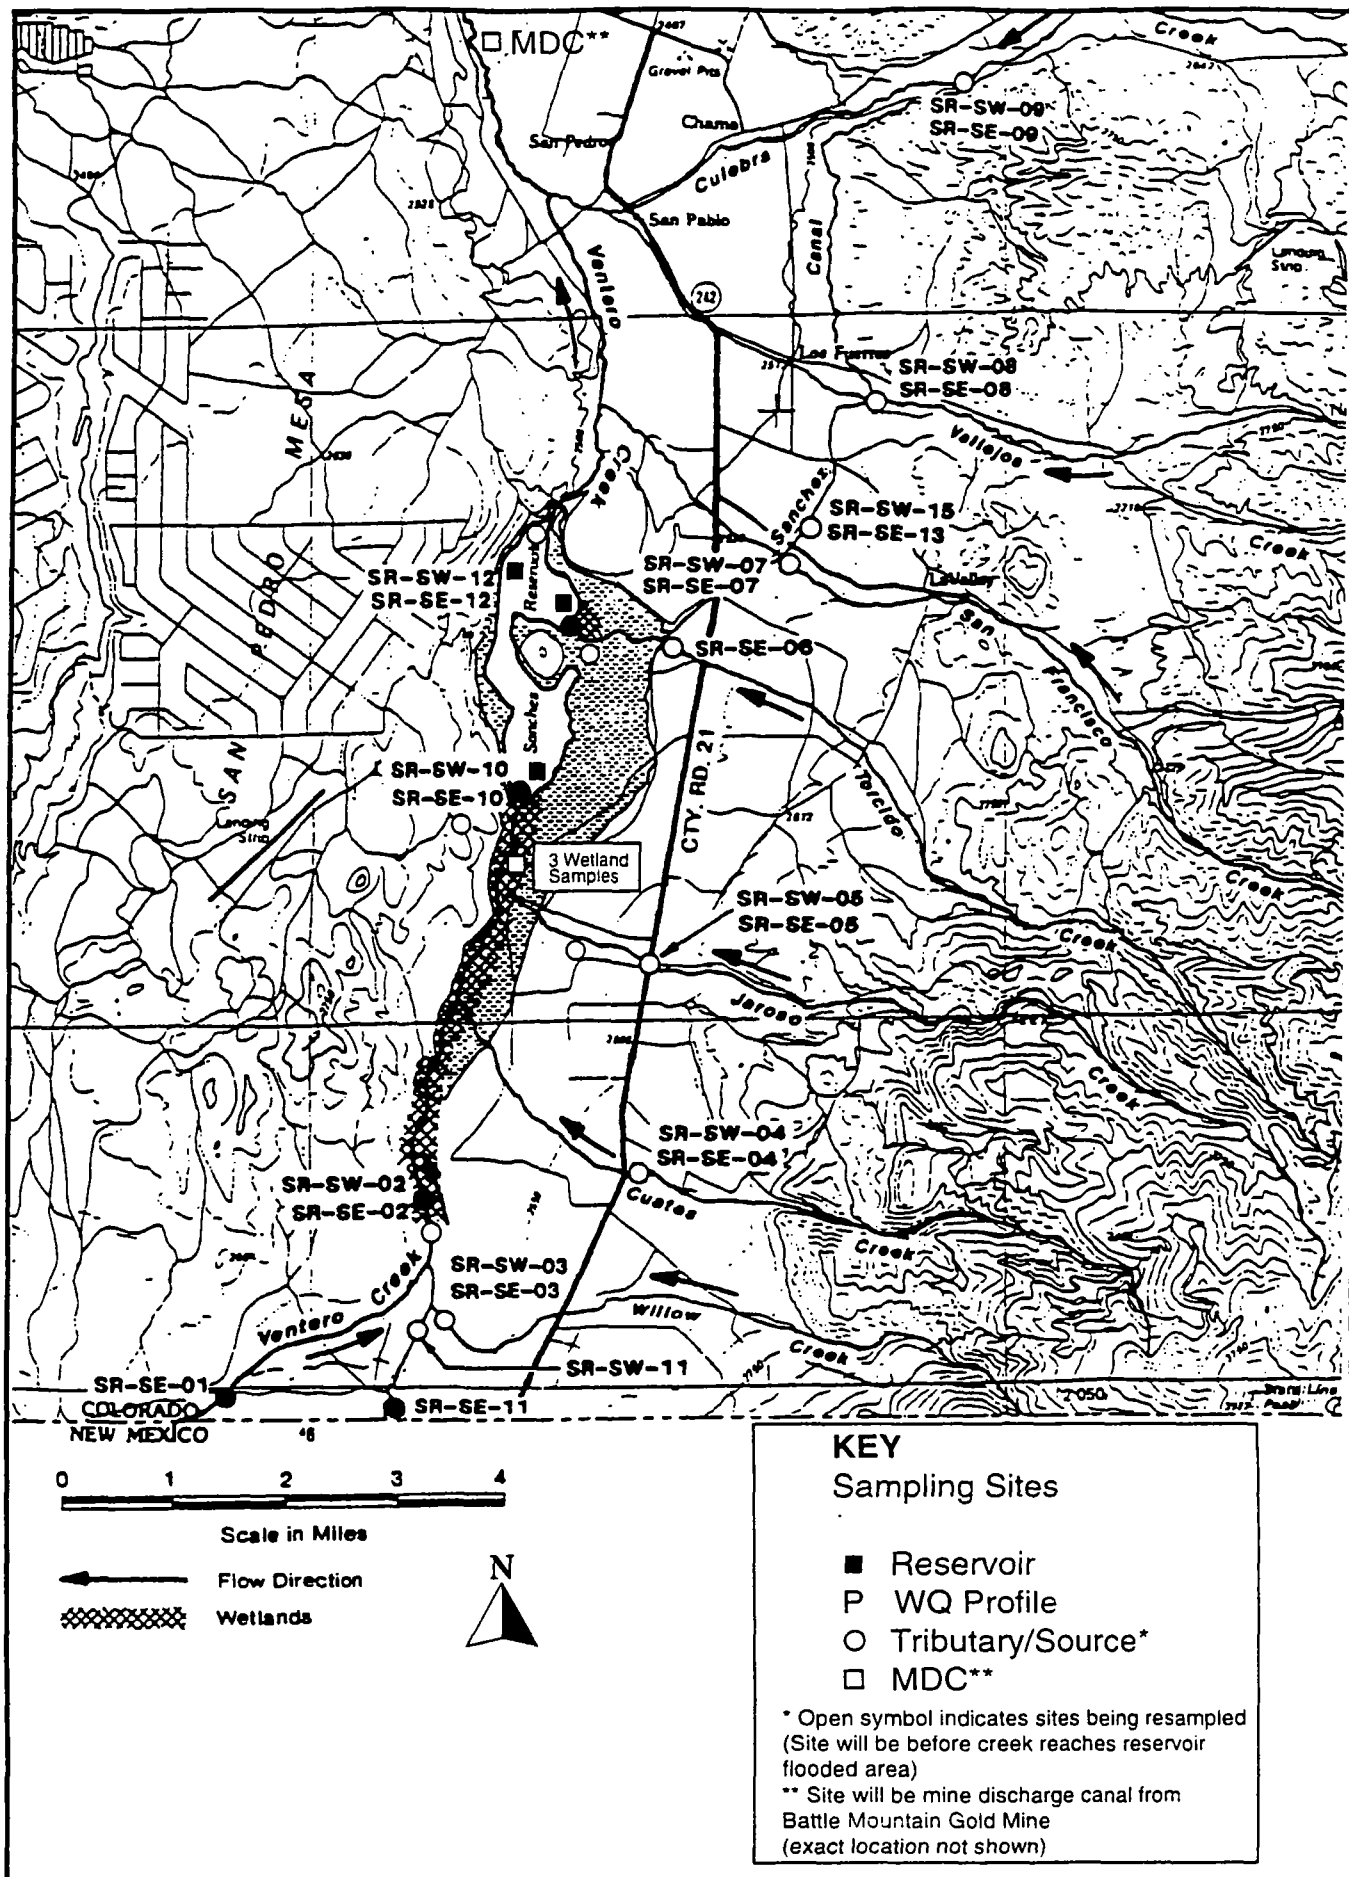 MDC**
2467
Creek
Gravel Pits
SR-SW-09
SR-SE-09
Chama
San Pedro
Culebra
San Pablo
Canal
Ventero
242
Los Fuertes
SR-SW-08
SR-SE-08
MESA
Vallejos
Creek
Creek
Sanchez
SR-SW-15
SR-SE-13
SR-SW-07
SR-SE-07
SR-SW-12
SR-SE-12
Reservoir
LaValley
San
PEDRO
SR-SE-06
Francisco
Sanchez
SAN
CTY. RD. 21
SR-SW-10
SR-SE-10
Torcido
2672
3 Wetland
Samples
Creek
SR-SW-05
SR-SE-05
Creek
Jaroso
Creek
SR-SW-04
SR-SE-04
SR-SW-02
SR-SE-02
Cuates
Creek
SR-SW-03
SR-SE-03
Creek
Ventero
Willow
Creek
SR-SW-11
SR-SE-01
COLORADO
SR-SE-11
2 050
State Line
NEW MEXICO
KEY
Sampling Sites
0 1 2 3 4
Scale in Miles
Flow Direction
N
Wetlands
Reservoir
P WQ Profile
Tributary/Source*
MDC**
* Open symbol indicates sites being resampled
(Site will be before creek reaches reservoir
flooded area)
** Site will be mine discharge canal from
Battle Mountain Gold Mine
(exact location not shown)